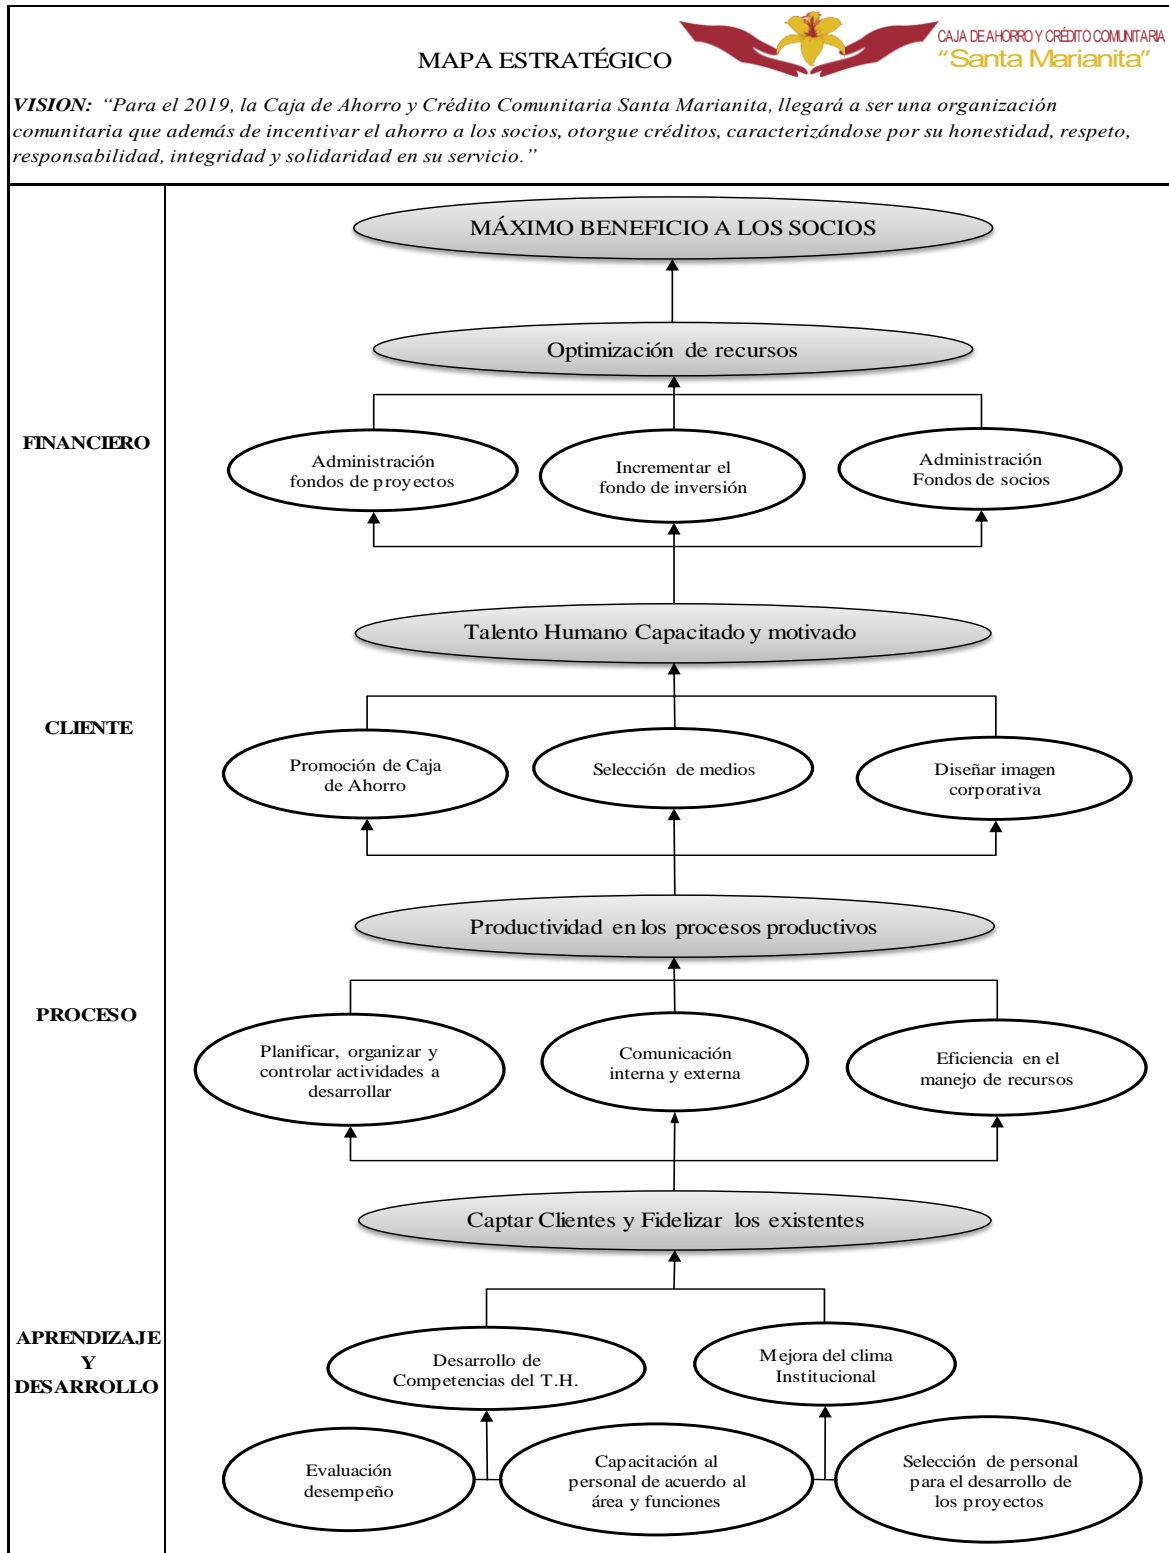 MAPA ESTRATÉGICO
CAJA DE AHORRO Y CRÉDITO COMUNITARIA
“Santa Marianita”
VISION: “Para el 2019, la Caja de Ahorro y Crédito Comunitaria Santa Marianita, llegará a ser una organización
comunitaria que además de incentivar el ahorro a los socios, otorgue créditos, caracterizándose por su honestidad, respeto,
responsabilidad, integridad y solidaridad en su servicio.”
MÁXIMO BENEFICIO A LOS SOCIOS
Optimización de recursos
FINANCIERO
Administración
fondos de proyectos
Incrementar el
fondo de inversión
Administración
Fondos de socios
Talento Humano Capacitado y motivado
CLIENTE
Promoción de Caja
de Ahorro
Selección de medios
Diseñar imagen
corporativa
Productividad en los procesos productivos
PROCESO
Planificar, organizar y
controlar actividades a
desarrollar
Comunicación
interna y externa
Eficiencia en el
manejo de recursos
Captar Clientes y Fidelizar los existentes
APRENDIZAJE
Y
DESARROLLO
Desarrollo de
Competencias del T.H.
Mejora del clima
Institucional
Evaluación
desempeño
Capacitación al
personal de acuerdo al
área y funciones
Selección de personal
para el desarrollo de
los proyectos